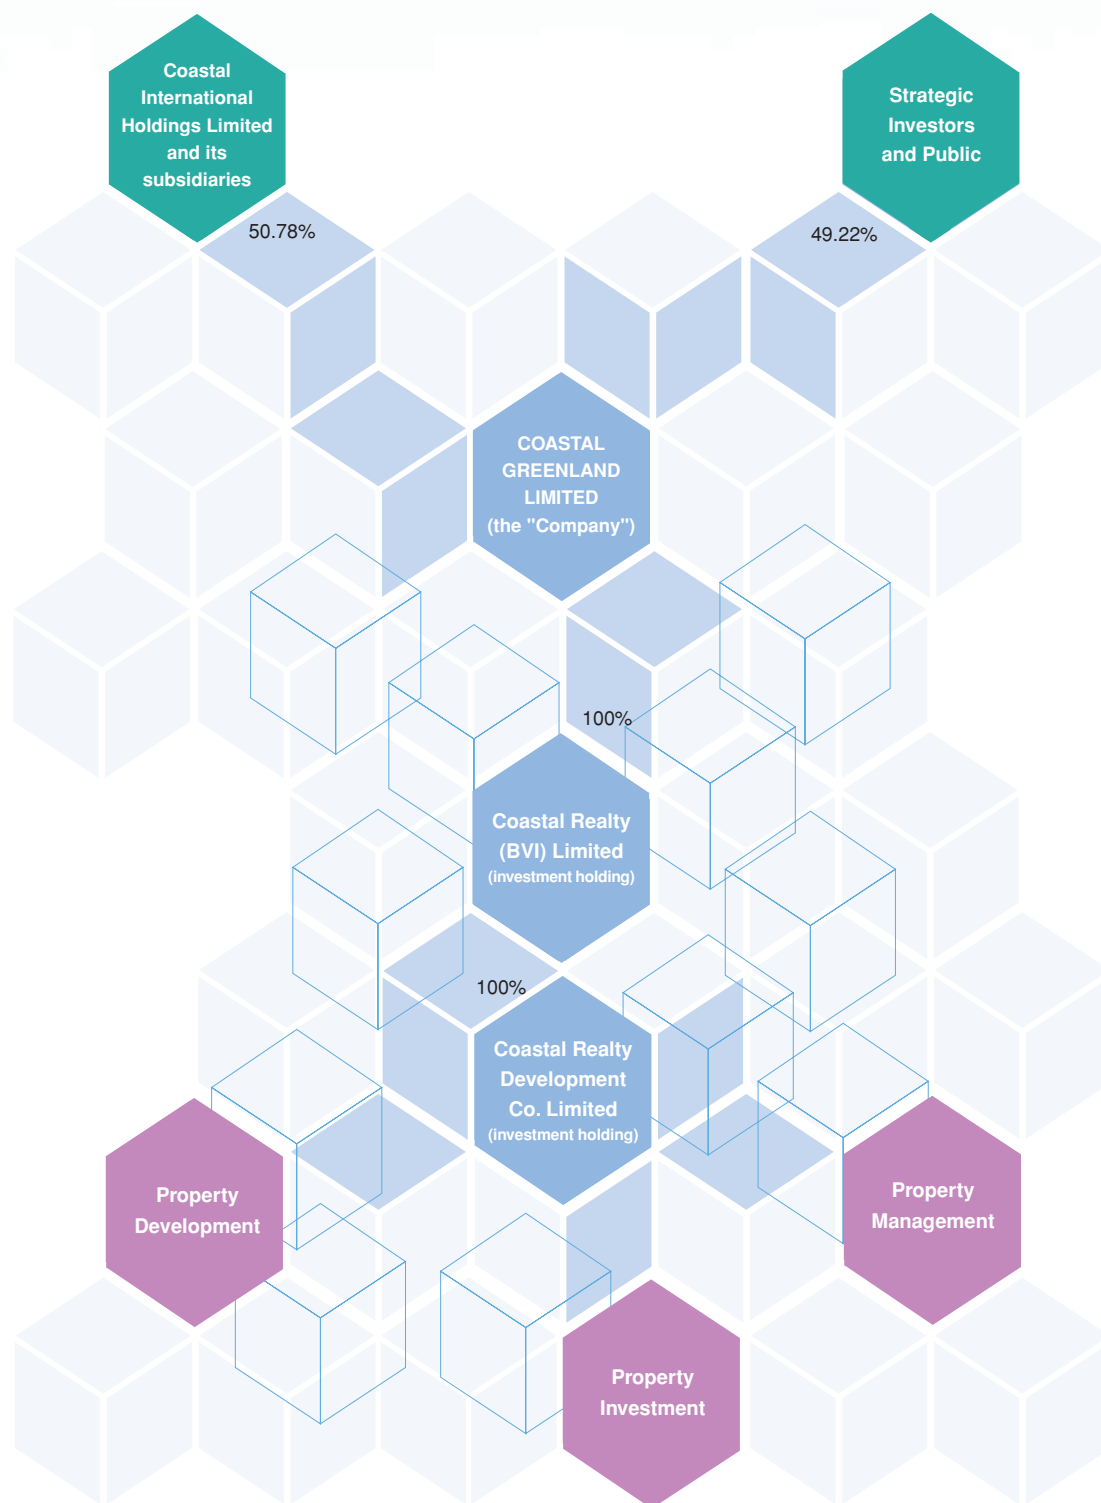 Coastal
International
Holdings Limited
and its
subsidiaries
Strategic
Investors
and Public
50.78%
49.22%
COASTAL
GREENLAND
LIMITED
(the "Company")
100%
Coastal Realty
(BVI) Limited
(investment holding)
100%
Coastal Realty
Development
Co. Limited
(investment holding)
Property
Development
Property
Management
Property
Investment